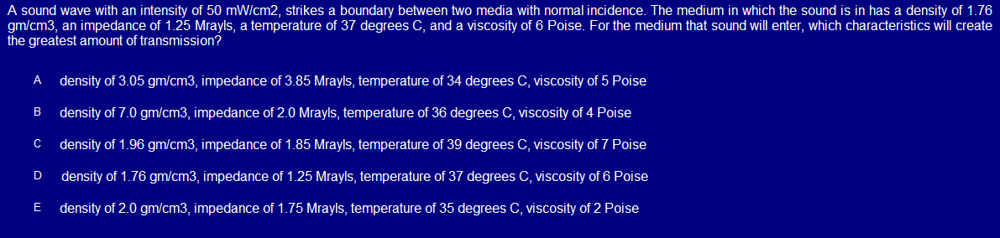 A sound wave with an intensity of 50 mW/cm2, strikes a boundary between two media with normal incidence. The medium in which the sound is in has a density of 1.76
gm/cm3, an impedance of 1.25 Mrayls, a temperature of 37 degrees C, and a viscosity of 6 Poise. For the medium that sound will enter, which characteristics will create
the greatest amount of transmission?
A density of 3.05 gm/cm3, impedance of 3.85 Mrayls, temperature of 34 degrees C, viscosity of 5 Poise
B density of 7.0 gm/cm3, impedance of 2.0 Mrayls, temperature of 36 degrees C, viscosity of 4 Poise
C density of 1.96 gm/cm3, impedance of 1.85 Mrayls, temperature of 39 degrees C, viscosity of 7 Poise
D density of 1.76 gm/cm3, impedance of 1.25 Mrayls, temperature of 37 degrees C, viscosity of 6 Poise
E density of 2.0 gm/cm3, impedance of 1.75 Mrayls, temperature of 35 degrees C, viscosity of 2 Poise